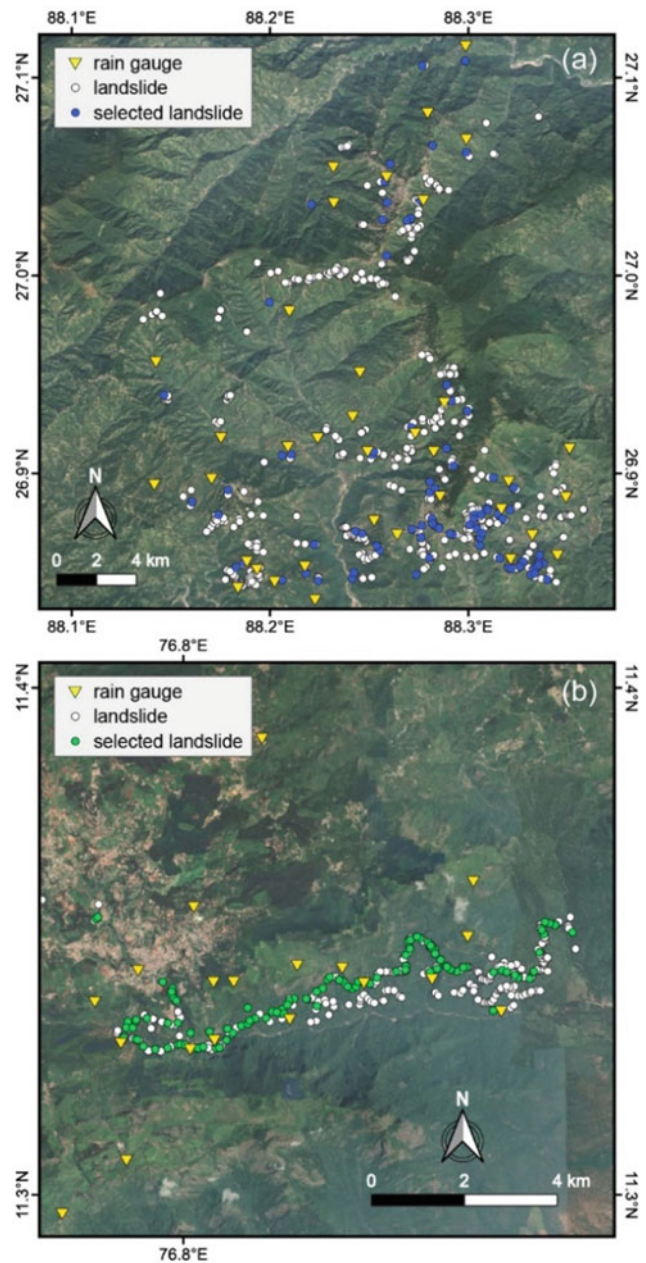 88.1°E 88.2°E 88.3°E
rain gauge
landslide
selected landslide
(a)
27.1°N 27.1°N
27.0°N 27.0°N
26.9°N 26.9°N
N
0 2 4 km
88.1°E 88.2°E 88.3°E
76.8°E
rain gauge
landslide
selected landslide
(b)
11.4°N 11.4°N
N
0 2 4 km
11.3°N 11.3°N
76.8°E